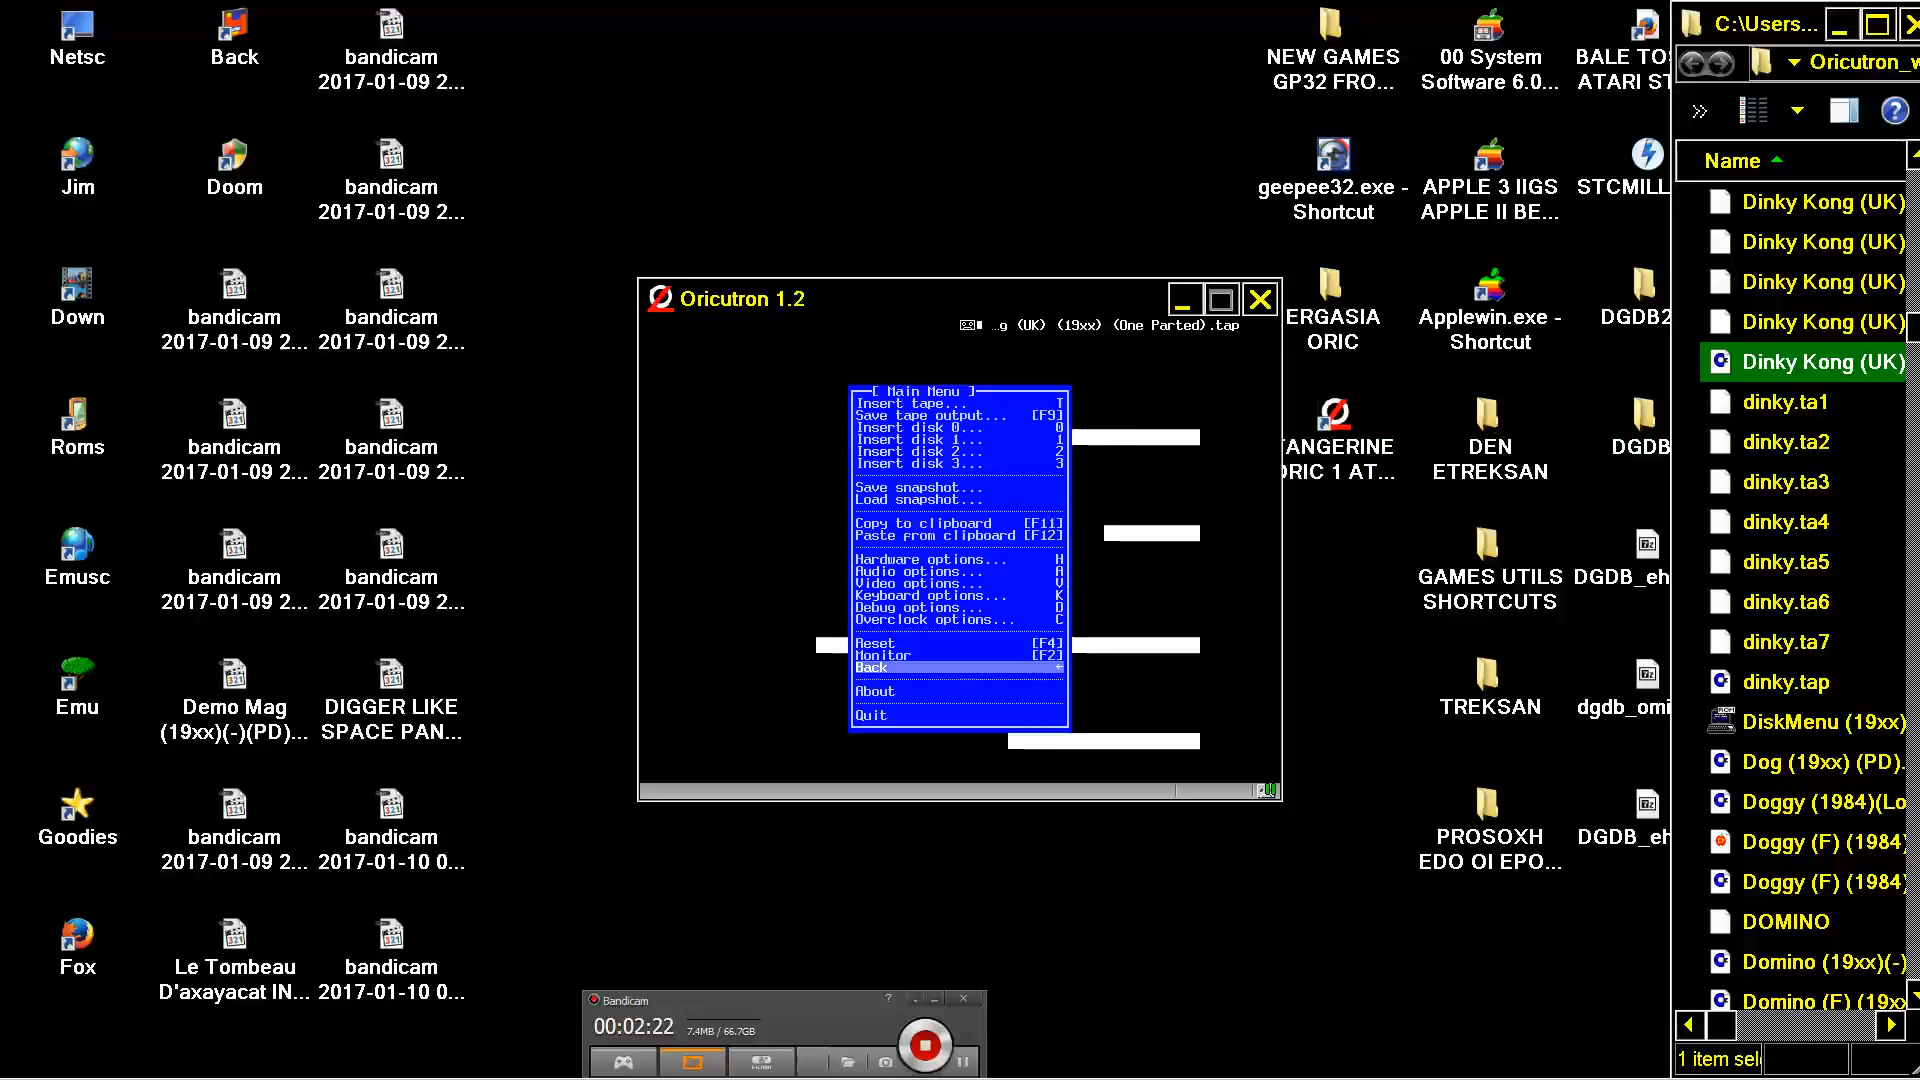 Netsc
Back
bandicam
2017-01-09 2...
Jim
Doom
bandicam
2017-01-09 2...
Down
bandicam
2017-01-09 2...
bandicam
2017-01-09 2...
Roms
bandicam
2017-01-09 2...
bandicam
2017-01-09 2...
Emusc
bandicam
2017-01-09 2...
bandicam
2017-01-09 2...
Emu
Demo Mag
(19xx)(-)(PD)...
DIGGER LIKE
SPACE PAN...
Goodies
bandicam
2017-01-09 2...
bandicam
2017-01-10 0...
Fox
Le Tombeau
D'axayacat IN...
bandicam
2017-01-10 0...
Oricutron 1.2
...g (UK) (19xx) (One Parted).tap
[ Main Menu ]
Insert tape... T
Save tape output... [F9]
Insert disk 0... 0
Insert disk 1... 1
Insert disk 2... 2
Insert disk 3... 3
Save snapshot...
Load snapshot...
Copy to clipboard [F11]
Paste from clipboard [F12]
Hardware options... H
Audio options... A
Video options... V
Keyboard options... K
Debug options... D
Overclock options... C
Reset [F4]
Monitor [F2]
Back
About
Quit
Bandicam
00:02:22
7.4MB / 66.7GB
NEW GAMES
GP32 FRO...
00 System
Software 6.0...
BALE TO
ATARI ST
geepee32.exe -
Shortcut
APPLE 3 IIGS
APPLE II BE...
STCMILL
ERGASIA
ORIC
Applewin.exe -
Shortcut
DGDB2
ANGERINE
ORIC 1 AT...
DEN
ETREKSAN
DGDB
GAMES UTILS
SHORTCUTS
DGDB_eh
TREKSAN
dgdb_omi
PROSOXH
EDO OI EPO...
DGDB_eh
C:\Users...
Oricutron_w
Name
Dinky Kong (UK)
Dinky Kong (UK)
Dinky Kong (UK)
Dinky Kong (UK)
Dinky Kong (UK)
dinky.ta1
dinky.ta2
dinky.ta3
dinky.ta4
dinky.ta5
dinky.ta6
dinky.ta7
dinky.tap
DiskMenu (19xx)
Dog (19xx) (PD).
Doggy (1984)(Lo
Doggy (F) (1984)
Doggy (F) (1984)
DOMINO
Domino (19xx)(-)
Domino (F) (19xx
1 item sel